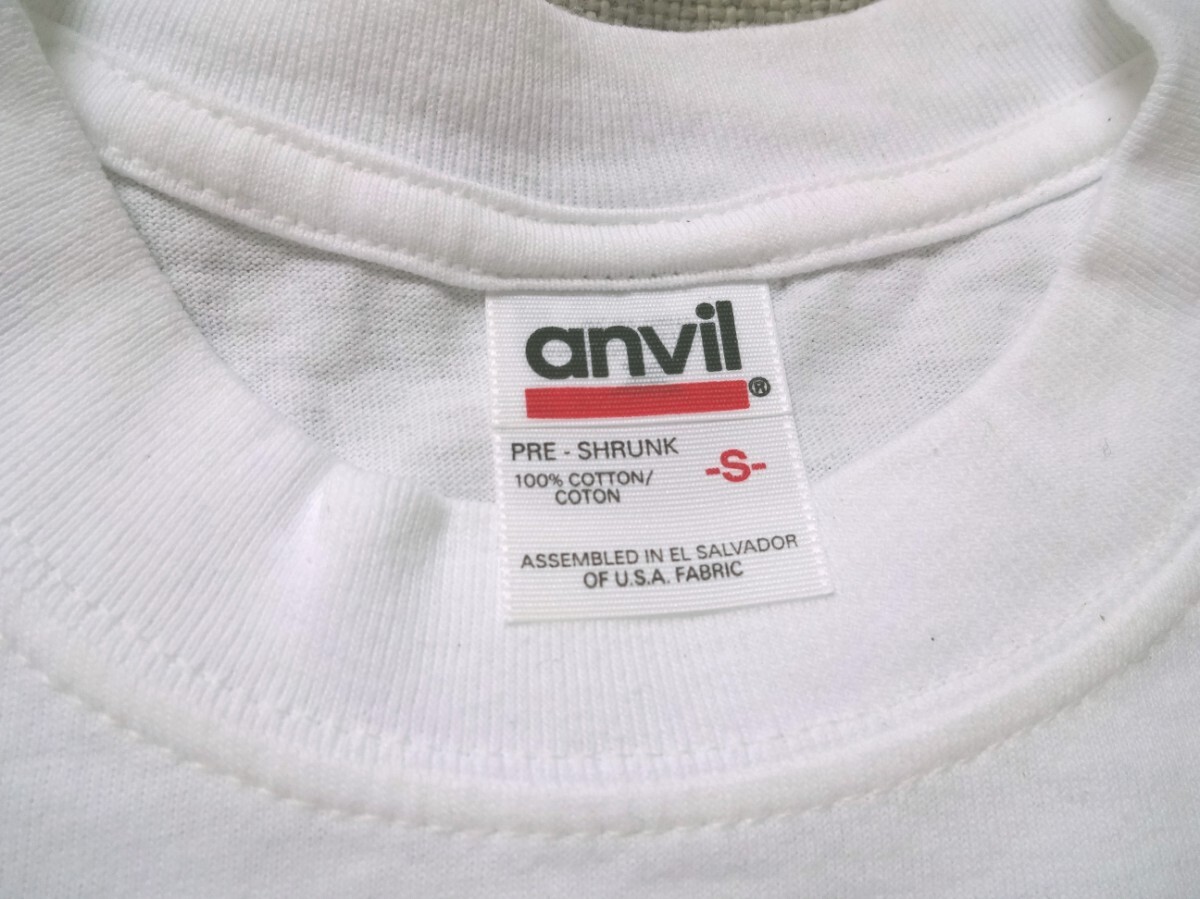 anvil®
PRE - SHRUNK
-S-
100% COTTON/
COTON
ASSEMBLED IN EL SALVADOR
OF U.S.A. FABRIC